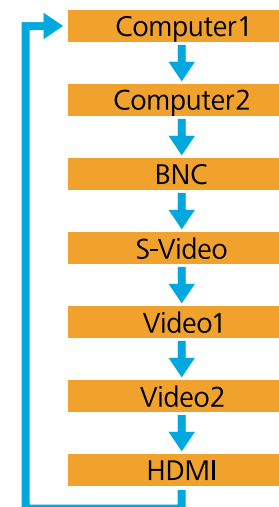 Computer1
Computer2
BNC
S-Video
Video1
Video2
HDMI